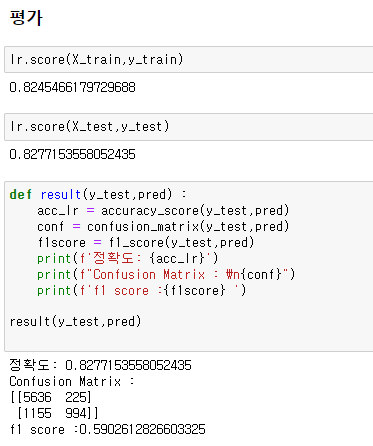 평가
lr.score(X_train,y_train)
0.8245466179729688
lr.score(X_test,y_test)
0.8277153558052435
def result(y_test,pred) :
    acc_lr = accuracy_score(y_test,pred)
    conf = confusion_matrix(y_test,pred)
    f1score = f1_score(y_test,pred)
    print(f'정확도: {acc_lr}')
    print(f"Confusion Matrix : ₩n{conf}")
    print(f'f1 score :{f1score} ')
result(y_test,pred)
정확도: 0.8277153558052435
Confusion Matrix :
[[5636  225]
 [1155  994]]
f1 score :0.5902612826603325